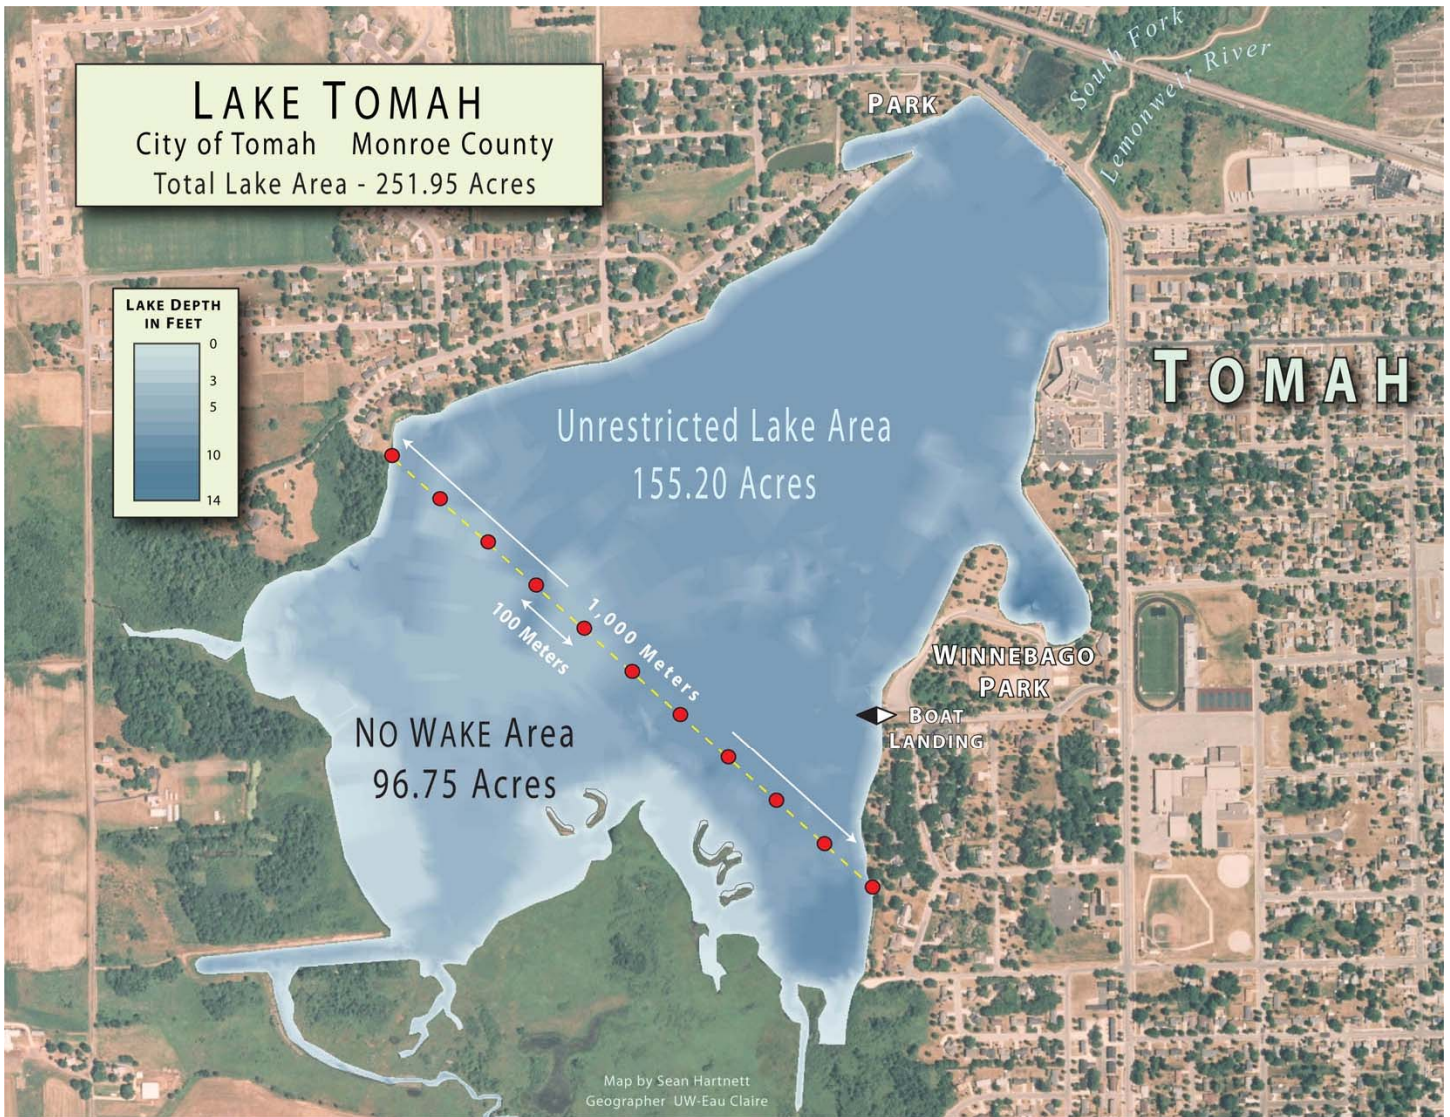 LAKE TOMAH
City of Tomah Monroe County
Total Lake Area - 251.95 Acres
PARK
South Fork
Lemonweir River
LAKE DEPTH
IN FEET
0
3
5
10
14
TOMAH
Unrestricted Lake Area
155.20 Acres
1,000 Meters
100 Meters
WINNEBAGO
PARK
BOAT
LANDING
NO WAKE Area
96.75 Acres
Map by Sean Hartnett
Geographer UW-Eau Claire